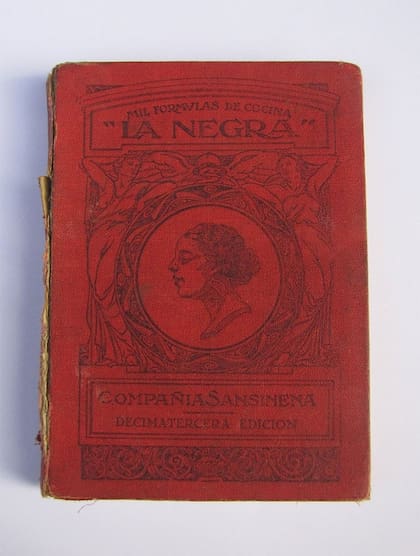 MIL FORMVLAS DE COCINA
"LA NEGRA"
COMPAÑIA SANSINENA
DECIMATERCERA EDICION